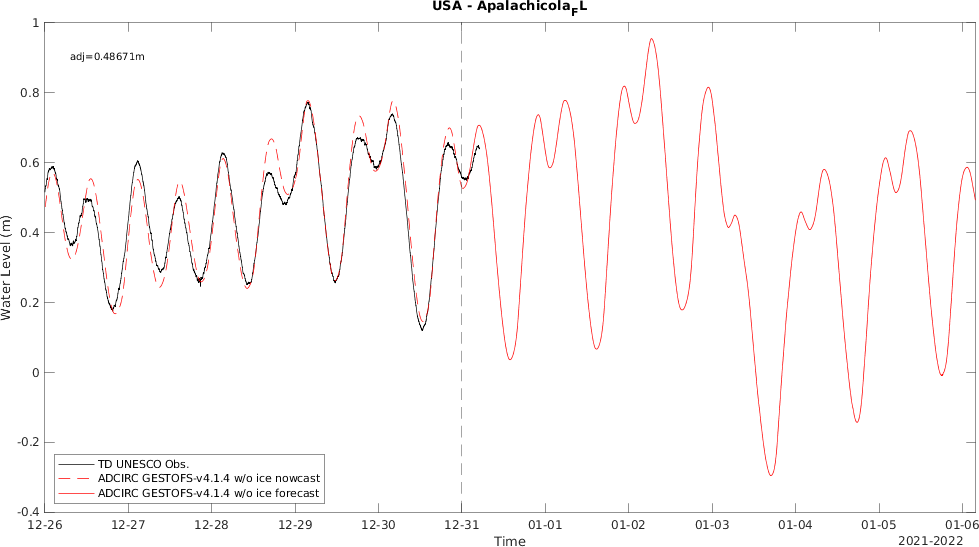 USA - Apalachicola_FL
1
adj=0.48671m
0.8
0.6
0.4
0.2
0
-0.2
-0.4
Water Level (m)
TD UNESCO Obs.
ADCIRC GESTOFS-v4.1.4 w/o ice nowcast
ADCIRC GESTOFS-v4.1.4 w/o ice forecast
12-26 12-27 12-28 12-29 12-30 12-31 01-01 01-02 01-03 01-04 01-05 01-06
Time
2021-2022